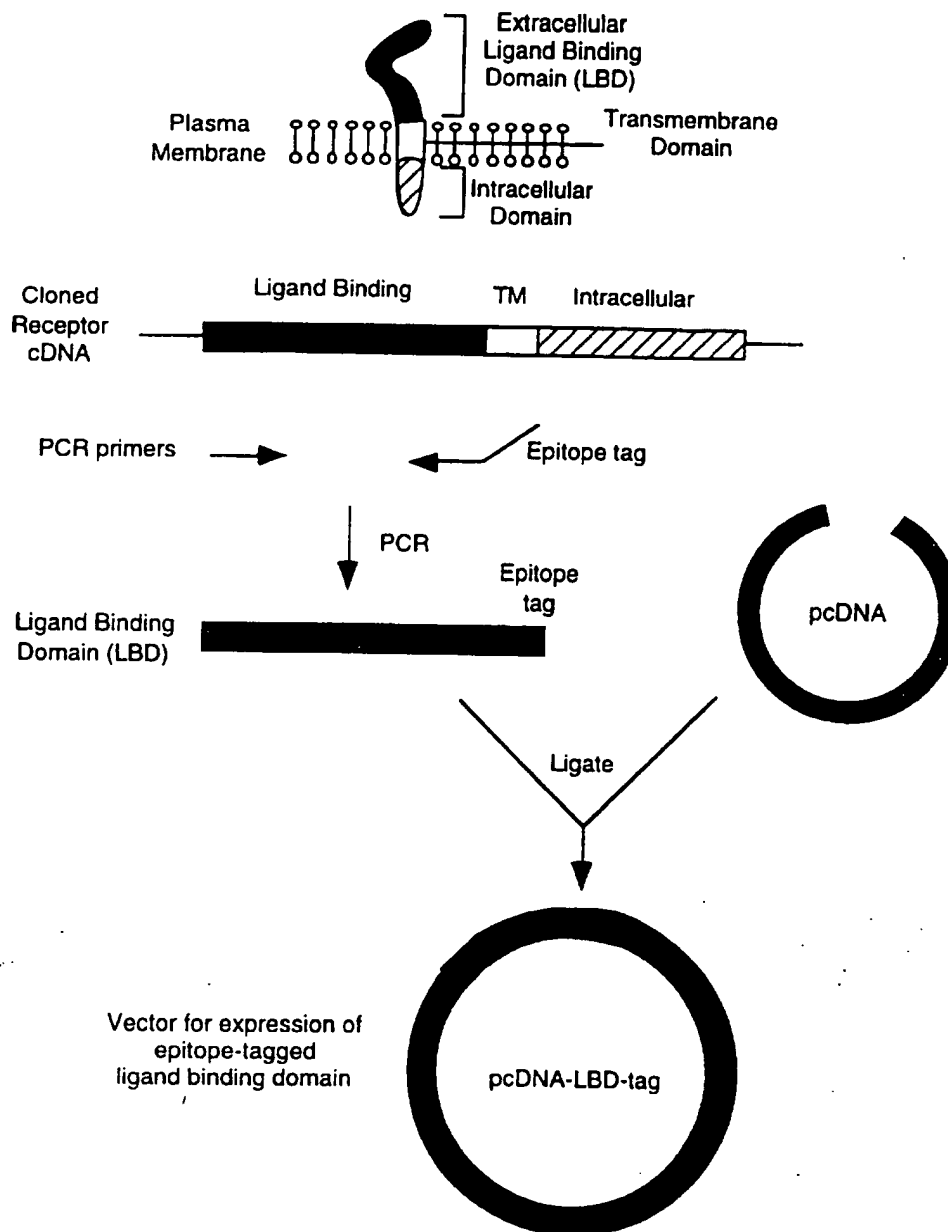 Extracellular
Ligand Binding
Domain (LBD)
Plasma
Membrane
Transmembrane
Domain
Intracellular
Domain
Cloned
Receptor
cDNA
Ligand Binding
TM
Intracellular
PCR primers
Epitope tag
PCR
Epitope
tag
Ligand Binding
Domain (LBD)
pcDNA
Ligate
Vector for expression of
epitope-tagged
ligand binding domain
pcDNA-LBD-tag